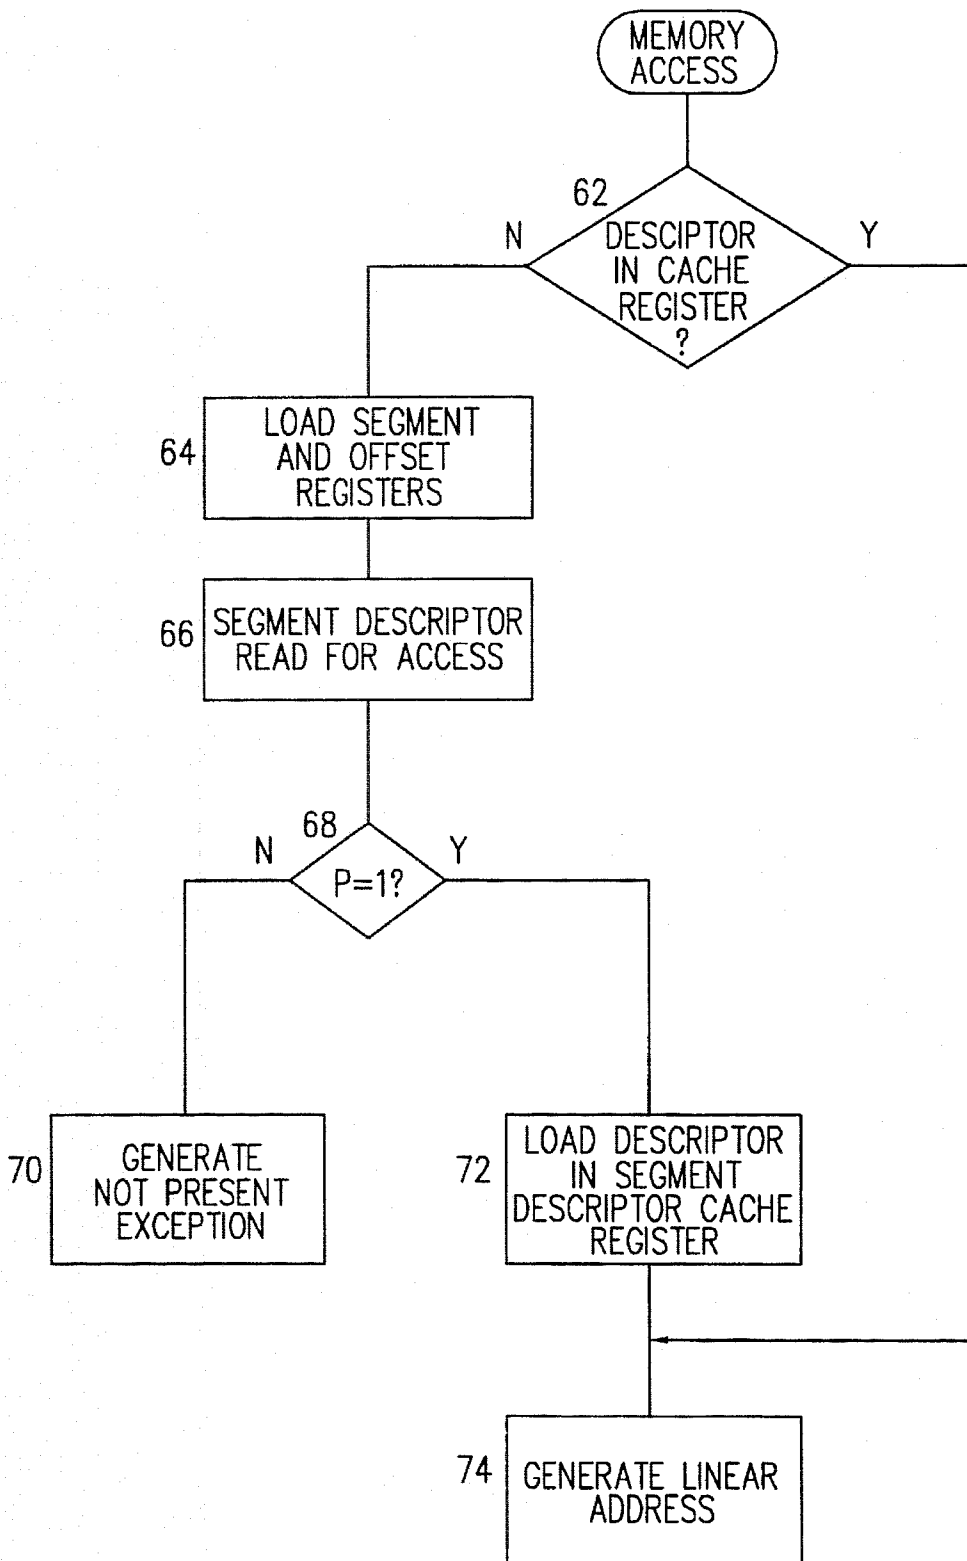 MEMORY
ACCESS
62
N
Y
DESCIPTOR
IN CACHE
REGISTER
?
64
LOAD SEGMENT
AND OFFSET
REGISTERS
66
SEGMENT DESCRIPTOR
READ FOR ACCESS
68
N
Y
P=1?
70
GENERATE
NOT PRESENT
EXCEPTION
72
LOAD DESCRIPTOR
IN SEGMENT
DESCRIPTOR CACHE
REGISTER
74
GENERATE LINEAR
ADDRESS